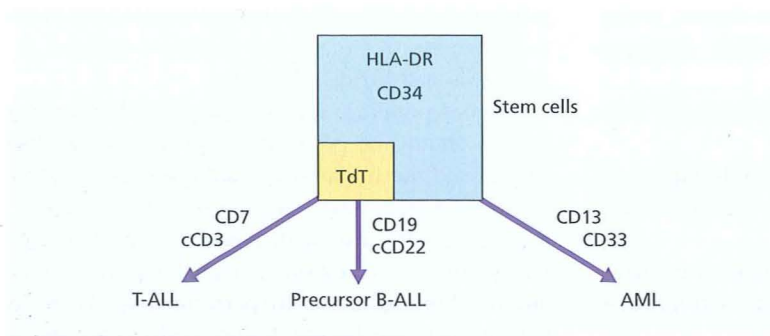 HLA-DR
CD34
Stem cells
TdT
CD7
cCD3
CD19
cCD22
CD13
CD33
T-ALL
Precursor B-ALL
AML